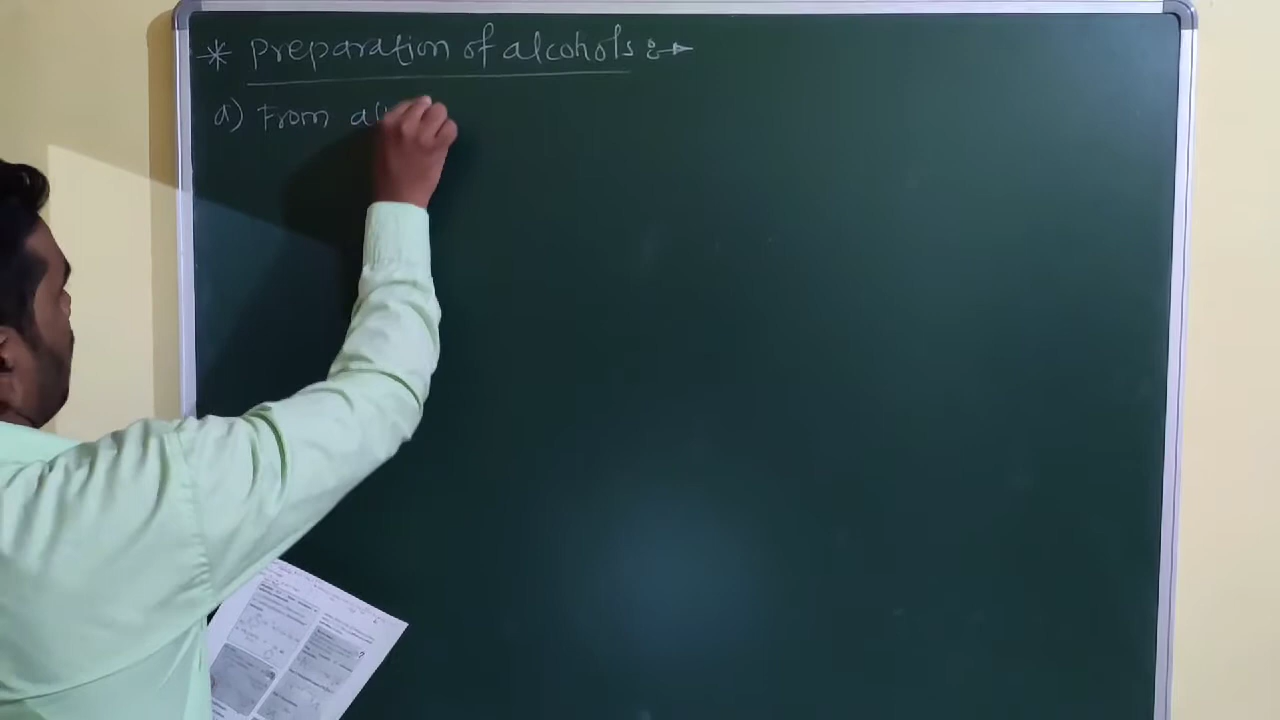 * Preparation of alcohols :→
a) From al